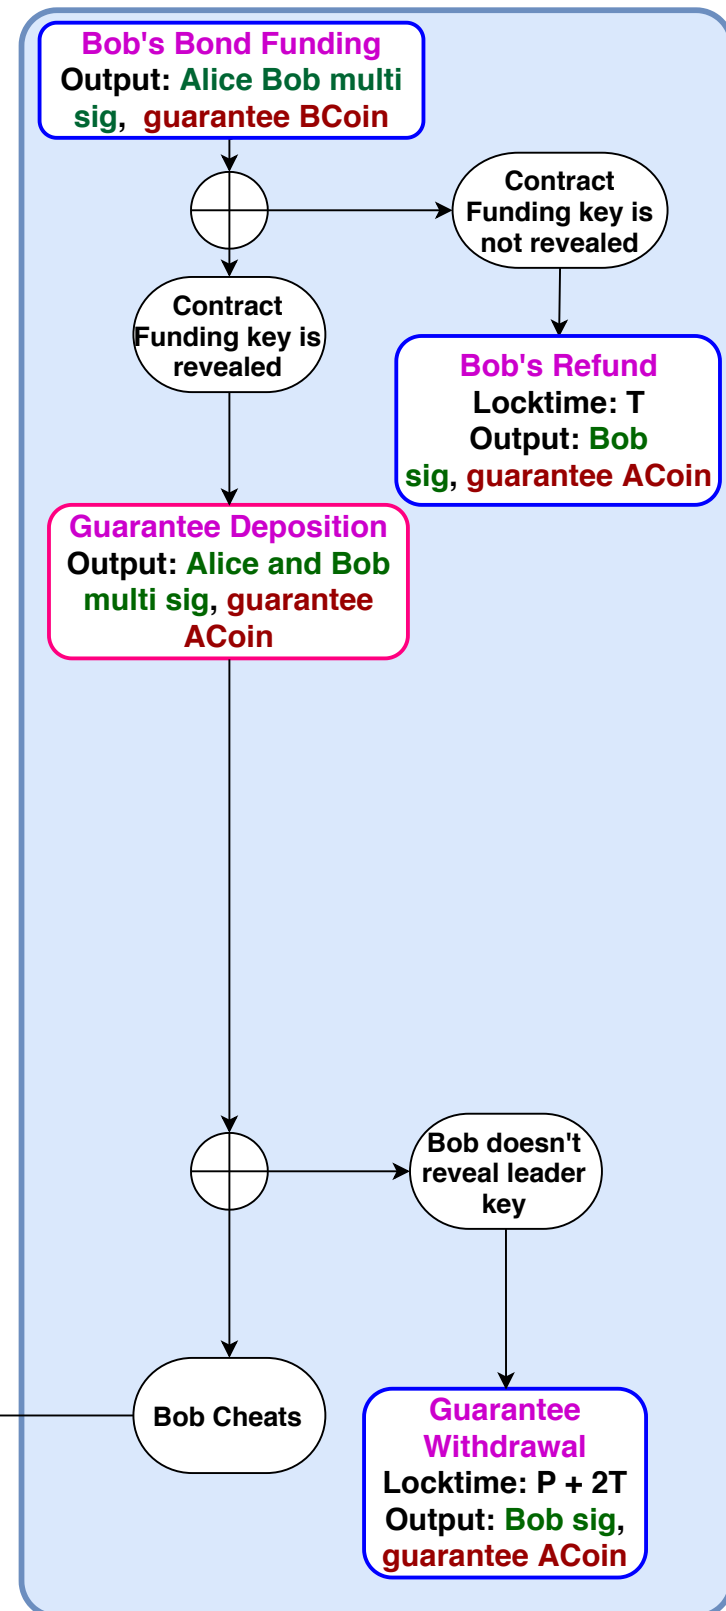 Bob's Bond Funding
Output: Alice Bob multi
sig, guarantee BCoin
Contract
Funding key is
not revealed
Contract
Funding key is
revealed
Bob's Refund
Locktime: T
Output: Bob
sig, guarantee ACoin
Guarantee Deposition
Output: Alice and Bob
multi sig, guarantee
ACoin
Bob doesn't
reveal leader
key
Bob Cheats
Guarantee
Withdrawal
Locktime: P + 2T
Output: Bob sig,
guarantee ACoin